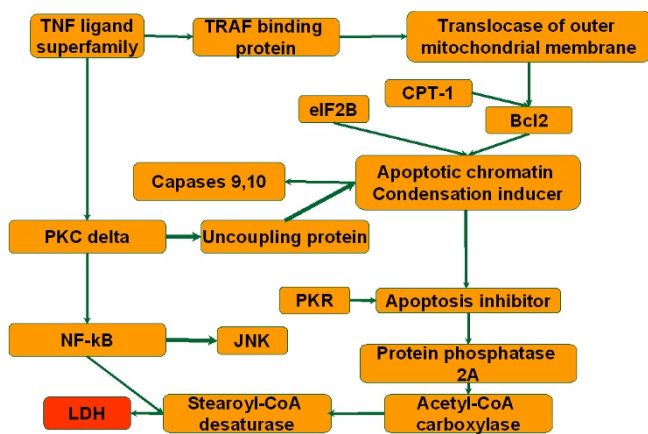 TNF ligand
superfamily
TRAF binding
protein
Translocase of outer
mitochondrial membrane
CPT-1
eIF2B
Bcl2
Capases 9,10
Apoptotic chromatin
Condensation inducer
PKC delta
Uncoupling protein
PKR
Apoptosis inhibitor
NF-kB
JNK
Protein phosphatase
2A
LDH
Stearoyl-CoA
desaturase
Acetyl-CoA
carboxylase